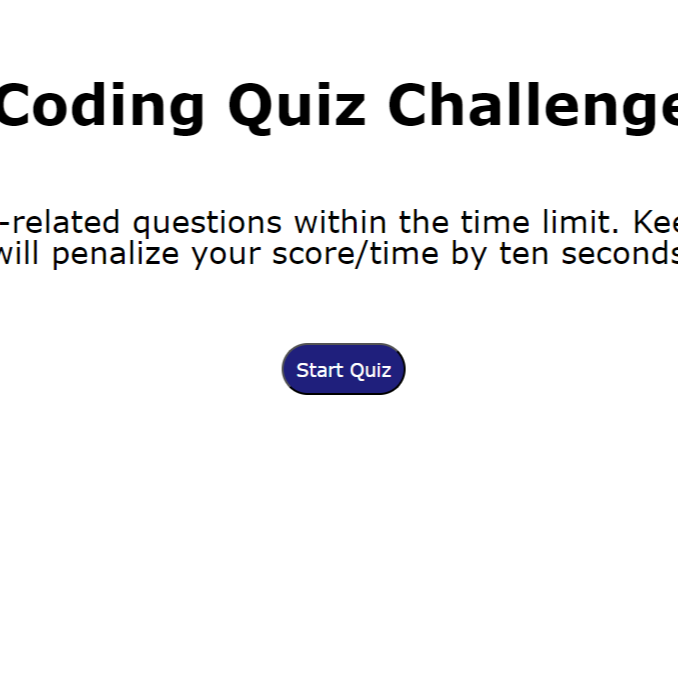 Coding Quiz Challenge
-related questions within the time limit. Kee
will penalize your score/time by ten seconds
Start Quiz